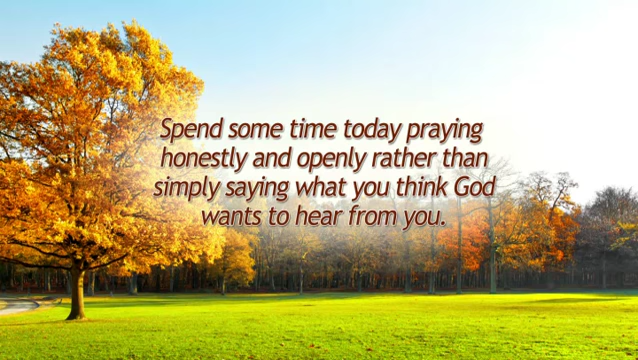 Spend some time today praying
honestly and openly rather than
simply saying what you think God
wants to hear from you.